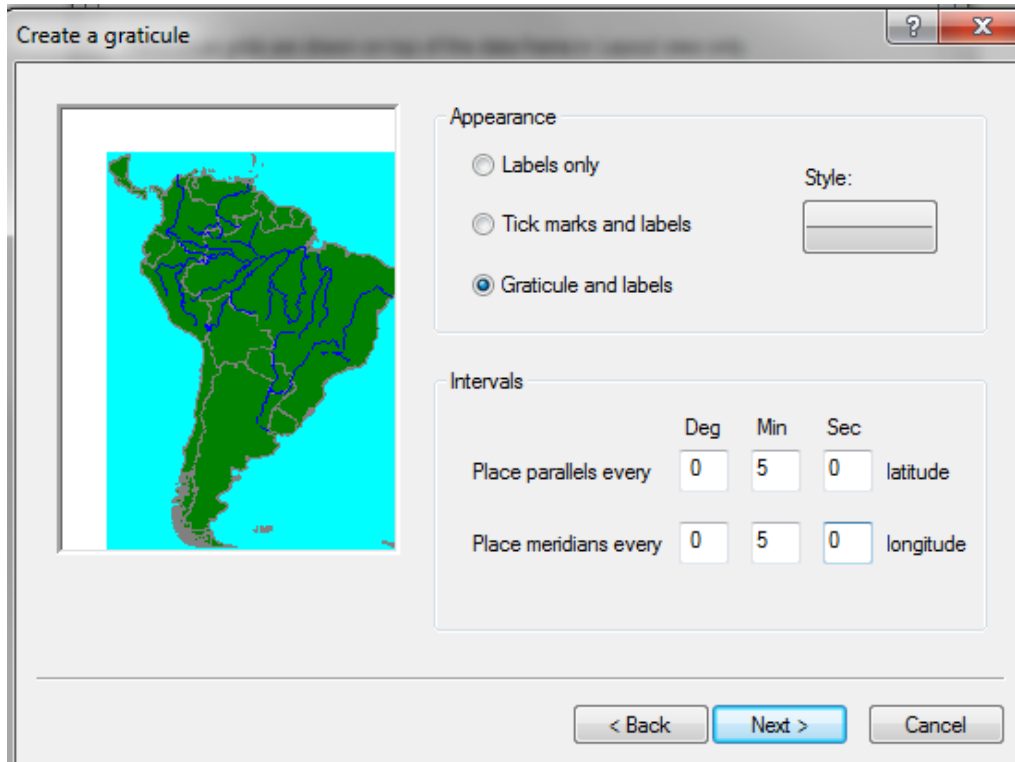 Create a graticule
Appearance
Labels only
Style:
Tick marks and labels
Graticule and labels
Intervals
Deg Min Sec
Place parallels every 0 5 0 latitude
Place meridians every 0 5 0 longitude
< Back Next > Cancel